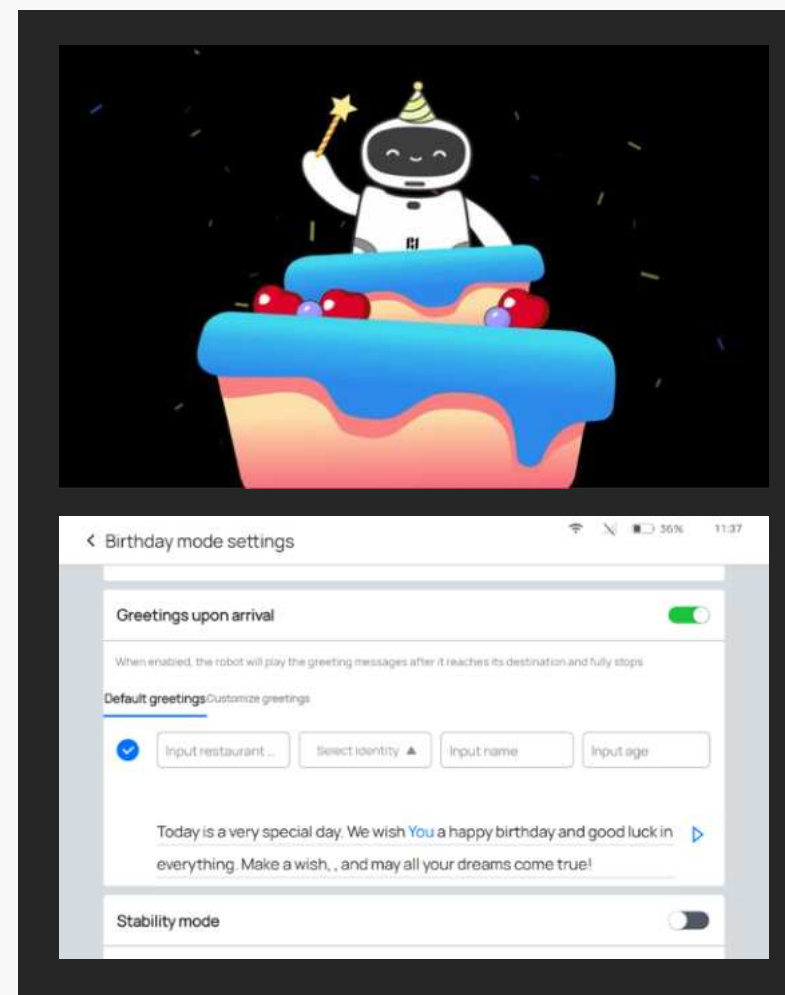 Birthday mode settings
36%
11:37
Greetings upon arrival
When enabled, the robot will play the greeting messages after it reaches its destination and fully stops
Default greetings Customize greetings
Input restaurant ...
Select identity
Input name
Input age
Today is a very special day. We wish You a happy birthday and good luck in
everything. Make a wish, , and may all your dreams come true!
Stability mode